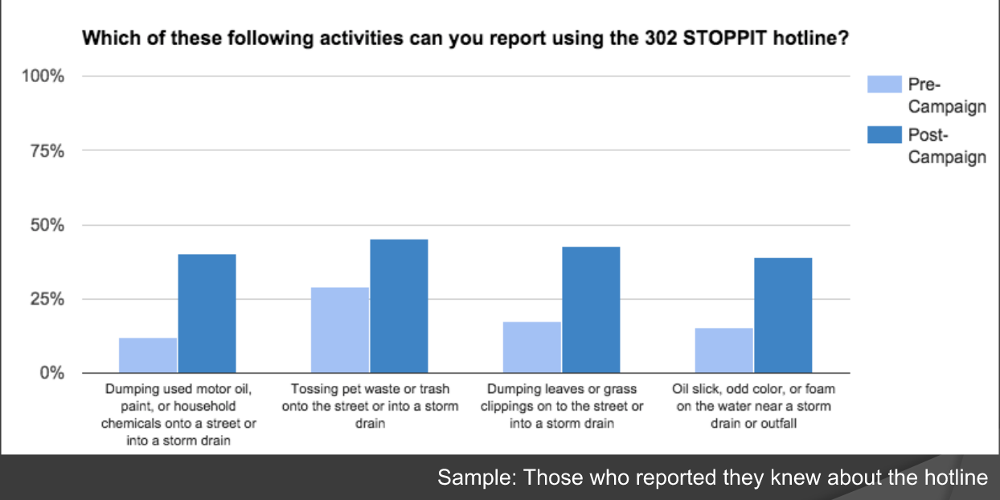 Which of these following activities can you report using the 302 STOPPIT hotline?
100%
75%
50%
25%
0%
Pre-
Campaign
Post-
Campaign
Dumping used motor oil,
paint, or household
chemicals onto a street or
into a storm drain
Tossing pet waste or trash
onto the street or into a storm
drain
Dumping leaves or grass
clippings on to the street or
into a storm drain
Oil slick, odd color, or foam
on the water near a storm
drain or outfall
Sample: Those who reported they knew about the hotline